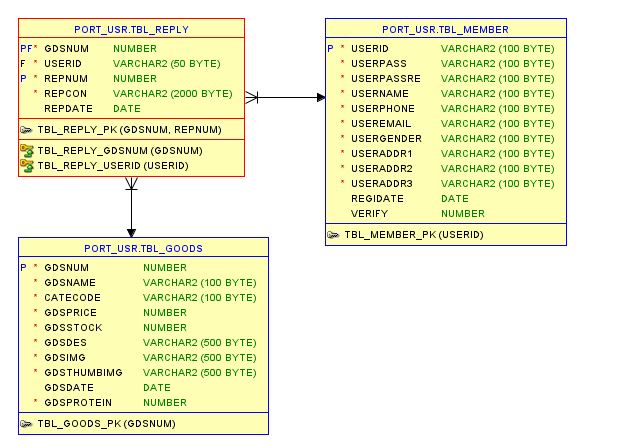 PORT_USR.TBL_REPLY
PF* GDSNUM NUMBER
F * USERID VARCHAR2 (50 BYTE)
P * REPNUM NUMBER
* REPCON VARCHAR2 (2000 BYTE)
REPDATE DATE
TBL_REPLY_PK (GDSNUM, REPNUM)
TBL_REPLY_GDSNUM (GDSNUM)
TBL_REPLY_USERID (USERID)
PORT_USR.TBL_MEMBER
P * USERID VARCHAR2 (100 BYTE)
* USERPASS VARCHAR2 (100 BYTE)
* USERPASSRE VARCHAR2 (100 BYTE)
* USERNAME VARCHAR2 (100 BYTE)
* USERPHONE VARCHAR2 (100 BYTE)
* USEREMAIL VARCHAR2 (100 BYTE)
* USERGENDER VARCHAR2 (100 BYTE)
* USERADDR1 VARCHAR2 (100 BYTE)
* USERADDR2 VARCHAR2 (100 BYTE)
* USERADDR3 VARCHAR2 (100 BYTE)
REGIDATE DATE
VERIFY NUMBER
TBL_MEMBER_PK (USERID)
PORT_USR.TBL_GOODS
P * GDSNUM NUMBER
* GDSNAME VARCHAR2 (100 BYTE)
* CATECODE VARCHAR2 (100 BYTE)
* GDSPRICE NUMBER
* GDSSTOCK NUMBER
* GDSDES VARCHAR2 (500 BYTE)
* GDSIMG VARCHAR2 (500 BYTE)
* GDSTHUMBIMG VARCHAR2 (500 BYTE)
GDSDATE DATE
* GDSPROTEIN NUMBER
TBL_GOODS_PK (GDSNUM)